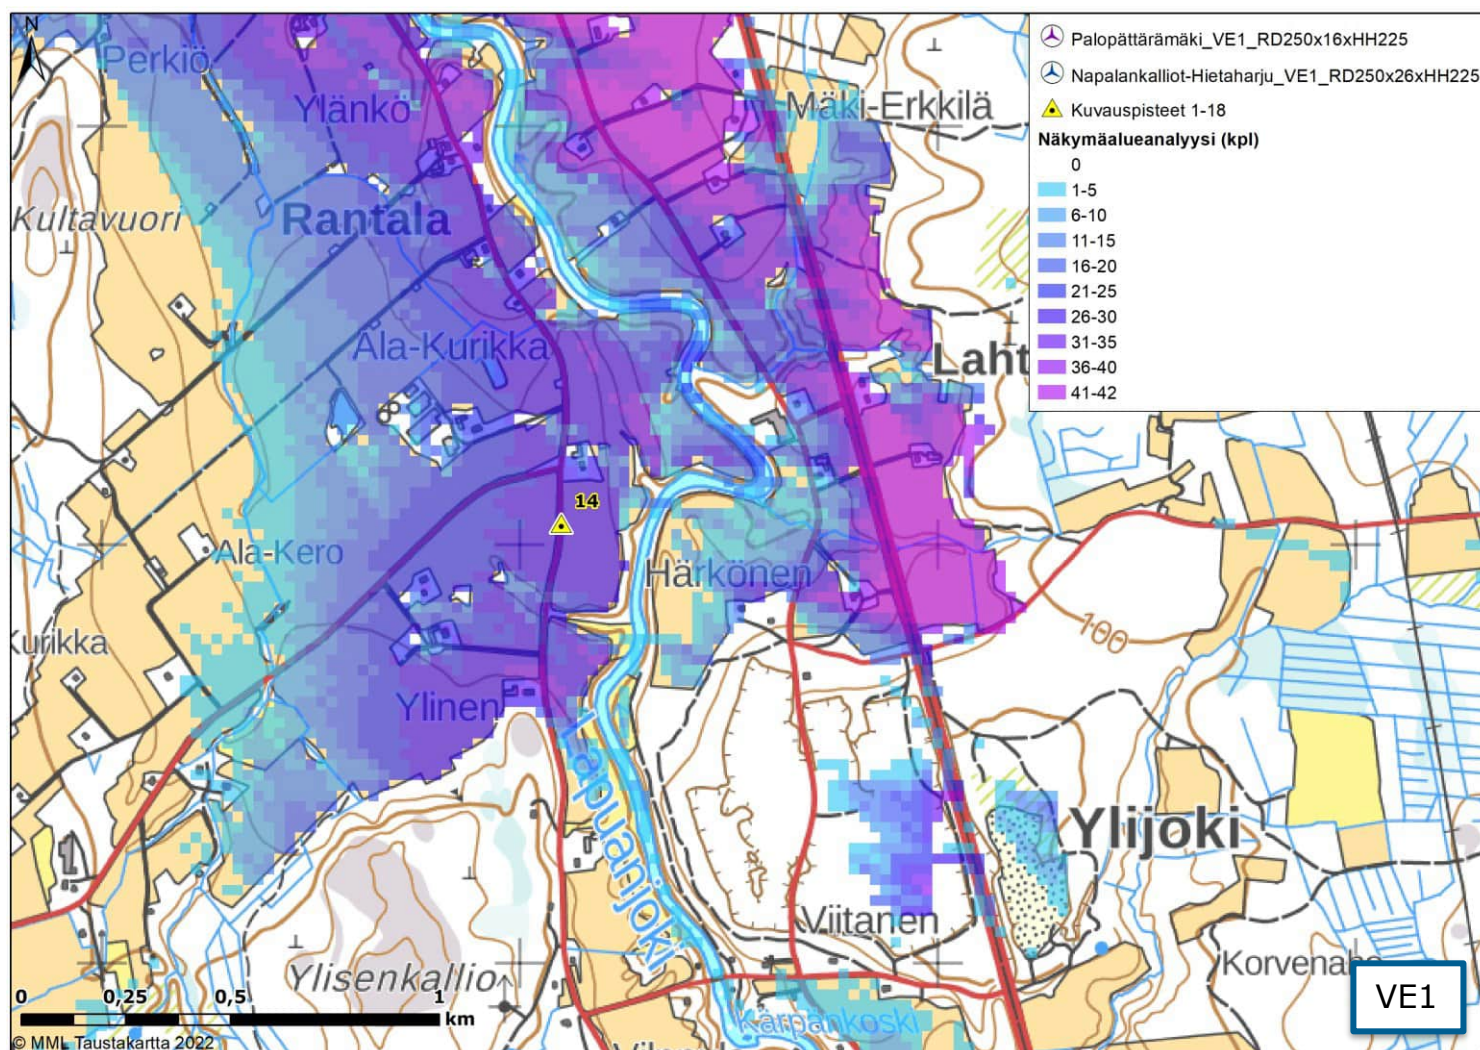 N
Palopättärämäki_VE1_RD250x16xHH225
Napalankalliot-Hietaharju_VE1_RD250x26xHH225
Kuvauspisteet 1-18
Näkymäalueanalyysi (kpl)
0
1-5
6-10
11-15
16-20
21-25
26-30
31-35
36-40
41-42
Perkiö
Ylänkö
Mäki-Erkkilä
Kultavuori
Rantala
Ala-Kurikka
Laht
14
Ala-Kero
Härkönen
Kurikka
100
Ylinen
Lapuanjoki
Ylijoki
Viitanen
Ylisenkallio
Korvenaho
VE1
0 0,25 0,5 1
km
Kärpänkoski
© MML Taustakartta 2022